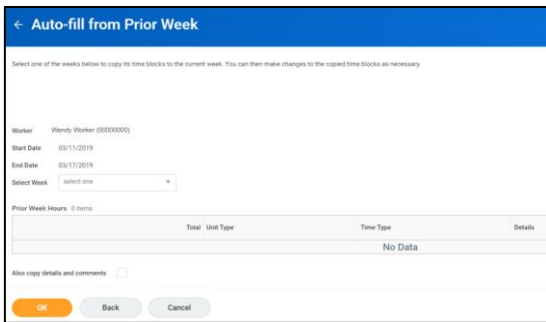 ← Auto-fill from Prior Week
Select one of the weeks below to copy its time blocks to the current week. You can then make changes to the copied time blocks as necessary.
Worker Wendy Worker (00000000)
Start Date 03/11/2019
End Date 03/17/2019
Select Week select one
Prior Week Hours 0 items
Total Unit Type Time Type Details
No Data
Also copy details and comments
OK Back Cancel